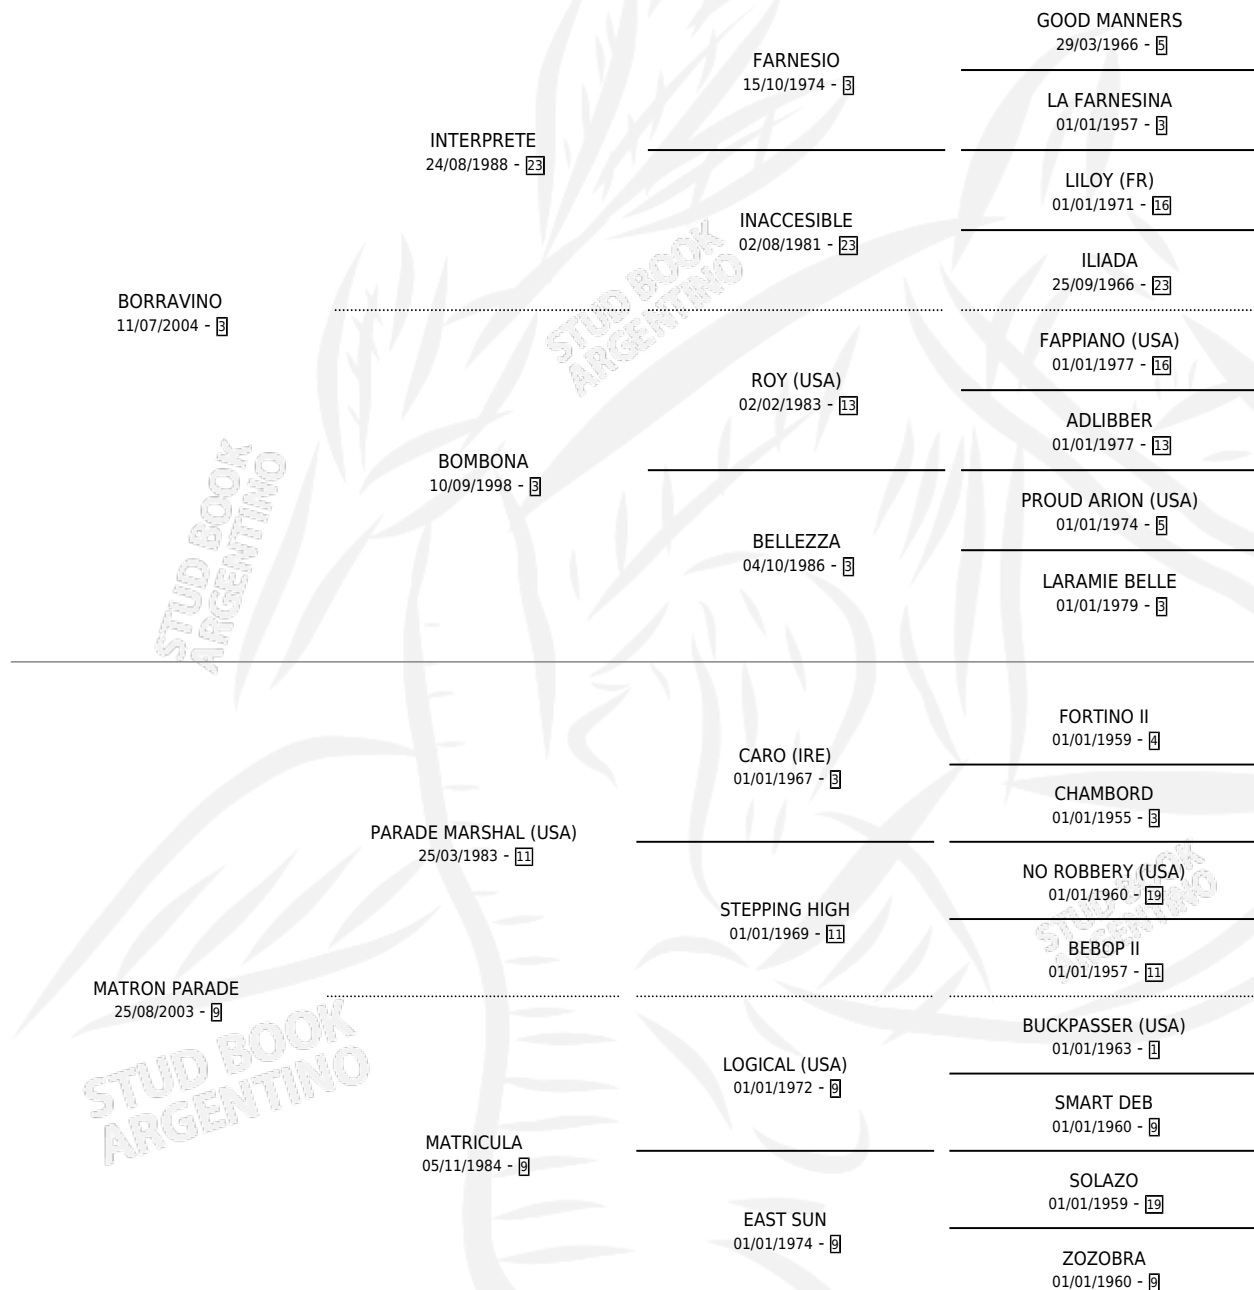 GOOD MANNERS
29/03/1966 - 5
FARNESIO
15/10/1974 - 3
LA FARNESINA
01/01/1957 - 3
INTERPRETE
24/08/1988 - 23
LILOY (FR)
01/01/1971 - 16
INACCESIBLE
02/08/1981 - 23
ILIADA
25/09/1966 - 23
BORRAVINO
11/07/2004 - 3
FAPPIANO (USA)
01/01/1977 - 16
ROY (USA)
02/02/1983 - 13
ADLIBBER
01/01/1977 - 13
BOMBONA
10/09/1998 - 3
PROUD ARION (USA)
01/01/1974 - 5
BELLEZZA
04/10/1986 - 3
LARAMIE BELLE
01/01/1979 - 3
FORTINO II
01/01/1959 - 4
CARO (IRE)
01/01/1967 - 3
CHAMBORD
01/01/1955 - 3
PARADE MARSHAL (USA)
25/03/1983 - 11
NO ROBBERY (USA)
01/01/1960 - 19
STEPPING HIGH
01/01/1969 - 11
BEBOP II
01/01/1957 - 11
MATRON PARADE
25/08/2003 - 9
BUCKPASSER (USA)
01/01/1963 - 1
LOGICAL (USA)
01/01/1972 - 9
SMART DEB
01/01/1960 - 9
MATRICULA
05/11/1984 - 9
SOLAZO
01/01/1959 - 19
EAST SUN
01/01/1974 - 9
ZOZOBRA
01/01/1960 - 9
STUD BOOK
ARGENTINO
STUD BOOK
ARGENTINO
STUD BOOK
ARGENTINO
STUD BOOK
ARGENTINO